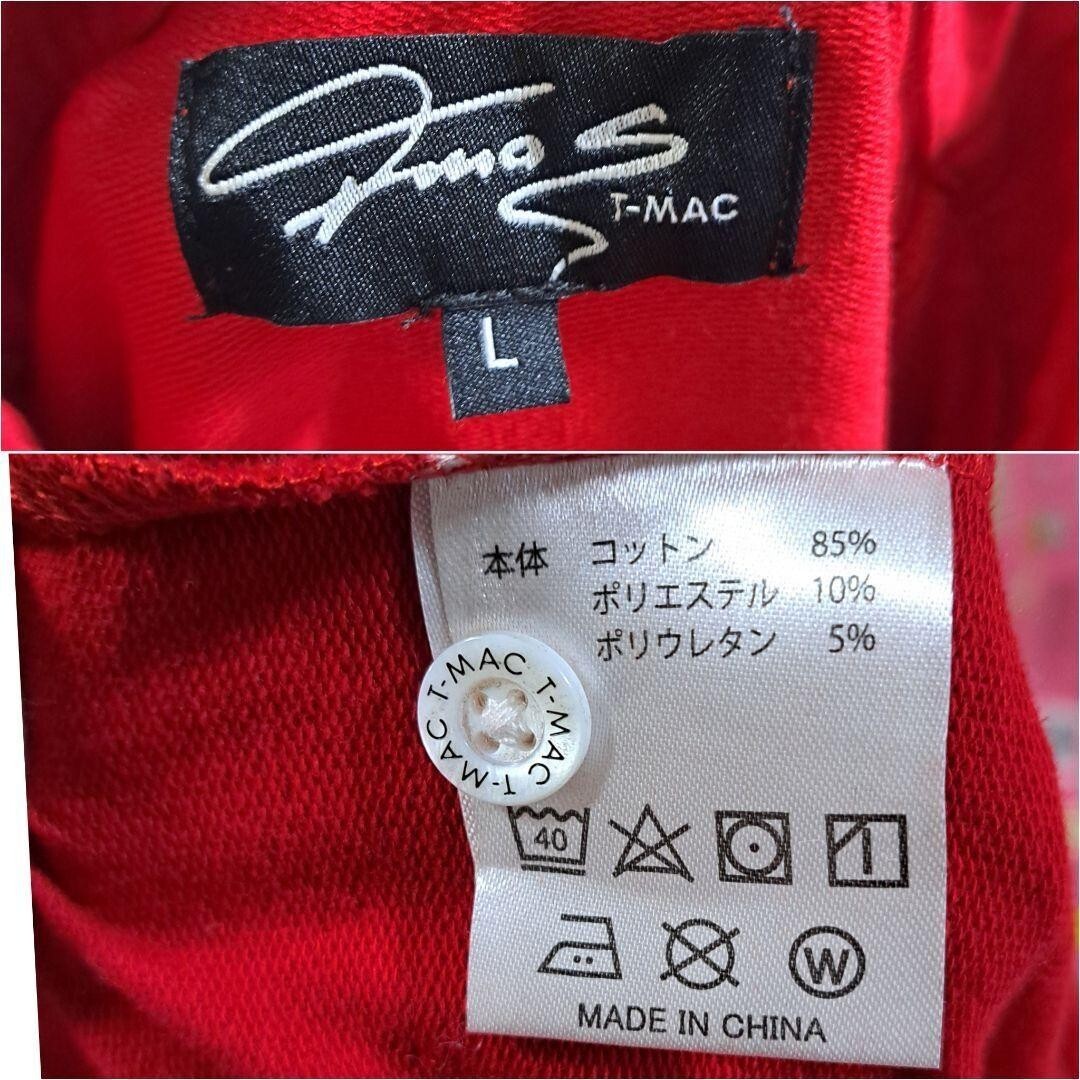 T-MAC
L
本体 コットン 85%
ポリエステル 10%
ポリウレタン 5%
T-MAC T-MAC T-MAC
40
W
MADE IN CHINA